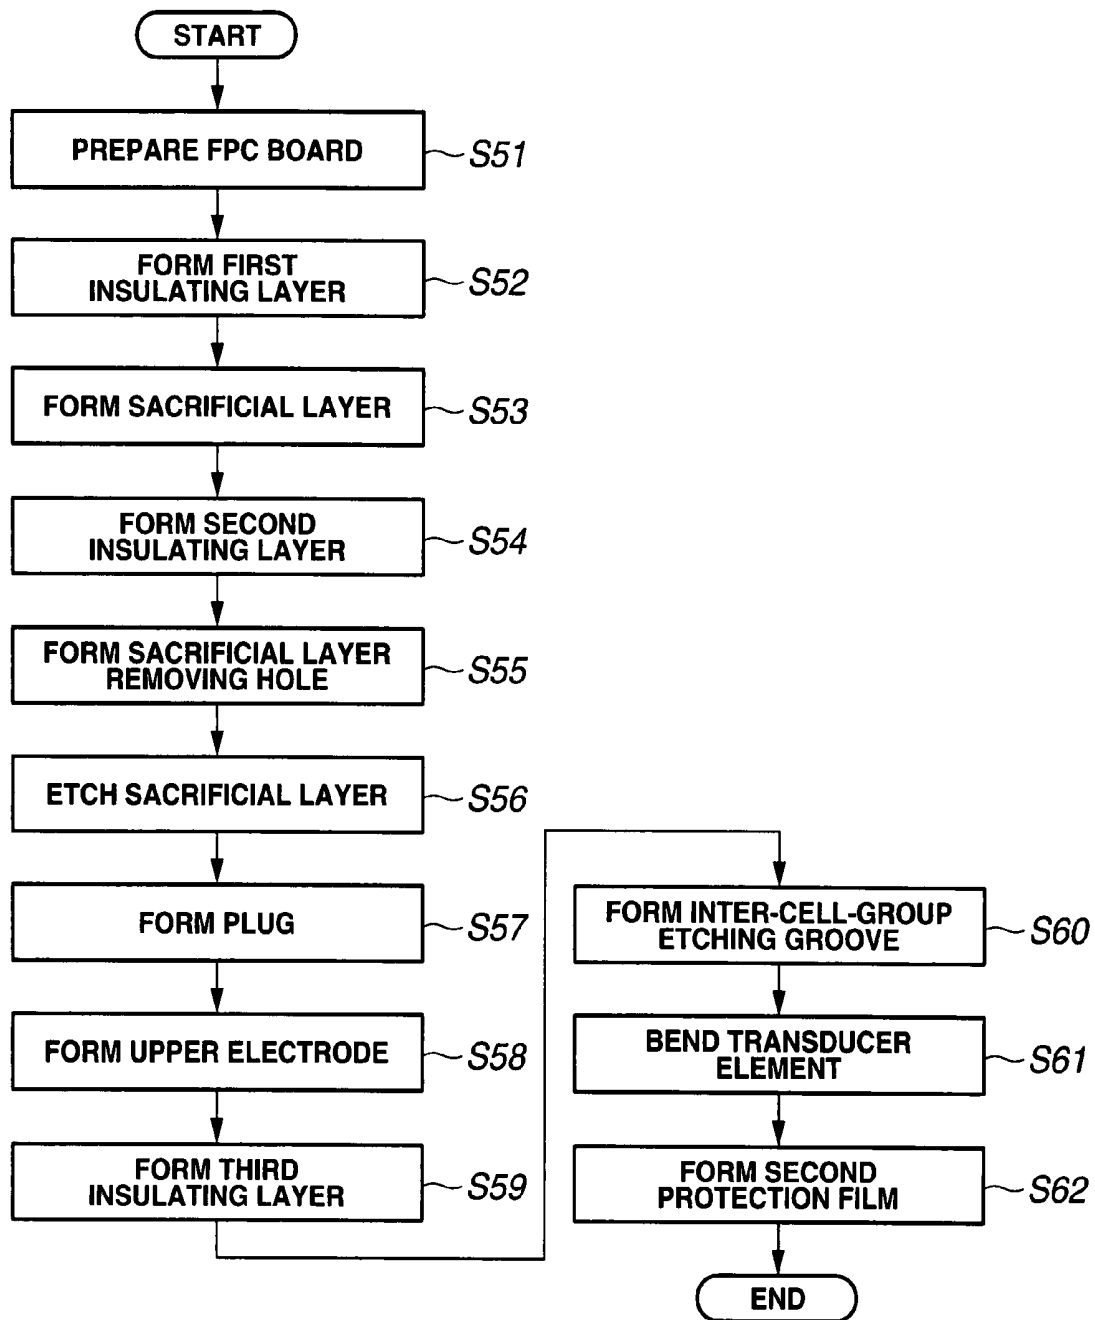 START
PREPARE FPC BOARD
S51
FORM FIRST
INSULATING LAYER
S52
FORM SACRIFICIAL LAYER
S53
FORM SECOND
INSULATING LAYER
S54
FORM SACRIFICIAL LAYER
REMOVING HOLE
S55
ETCH SACRIFICIAL LAYER
S56
FORM PLUG
S57
FORM UPPER ELECTRODE
S58
FORM THIRD
INSULATING LAYER
S59
FORM INTER-CELL-GROUP
ETCHING GROOVE
S60
BEND TRANSDUCER
ELEMENT
S61
FORM SECOND
PROTECTION FILM
S62
END